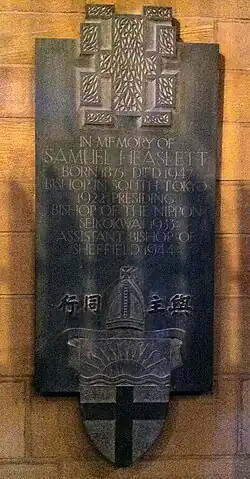 IN MEMORY OF
SAMUEL HEASLETT
BORN 1875, DIED 1947
BISHOP IN SOUTH TOKYO
1922 PRESIDING
BISHOP OF THE NIPPON
SEIKOKWAI 1933
ASSISTANT BISHOP OF
SHEFFIELD 1944
行同 主與